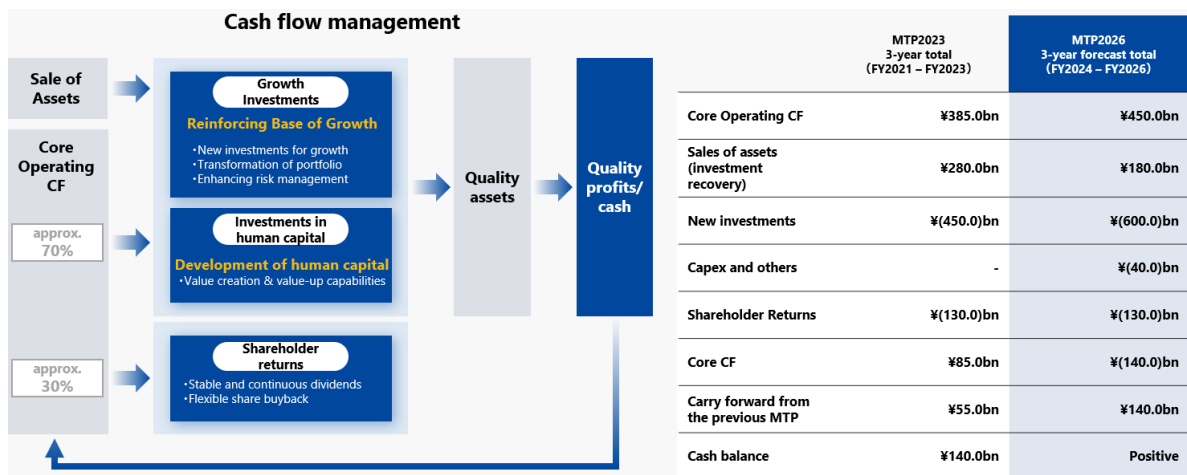 Cash flow management
Sale of
Assets
Core
Operating
CF
approx.
70%
approx.
30%
Growth
Investments
Reinforcing Base of Growth
・New investments for growth
・Transformation of portfolio
・Enhancing risk management
Investments in
human capital
Development of human capital
・Value creation & value-up capabilities
Shareholder
returns
・Stable and continuous dividends
・Flexible share buyback
Quality
assets
Quality
profits/
cash
MTP2023
3-year total
(FY2021 – FY2023)
MTP2026
3-year forecast total
(FY2024 – FY2026)
Core Operating CF ¥385.0bn ¥450.0bn
Sales of assets
(investment
recovery) ¥280.0bn ¥180.0bn
New investments ¥(450.0)bn ¥(600.0)bn
Capex and others - ¥(40.0)bn
Shareholder Returns ¥(130.0)bn ¥(130.0)bn
Core CF ¥85.0bn ¥(140.0)bn
Carry forward from
the previous MTP ¥55.0bn ¥140.0bn
Cash balance ¥140.0bn Positive